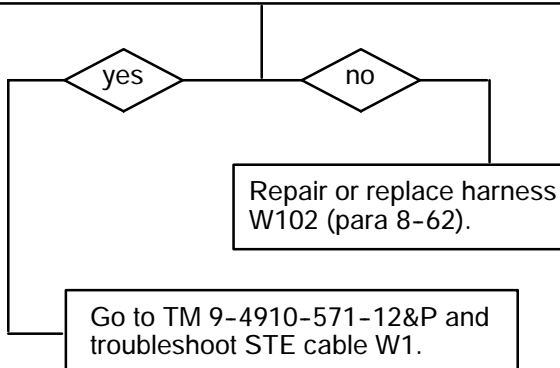 yes
no
Repair or replace harness
W102 (para 8-62).
Go to TM 9-4910-571-12&P and
troubleshoot STE cable W1.